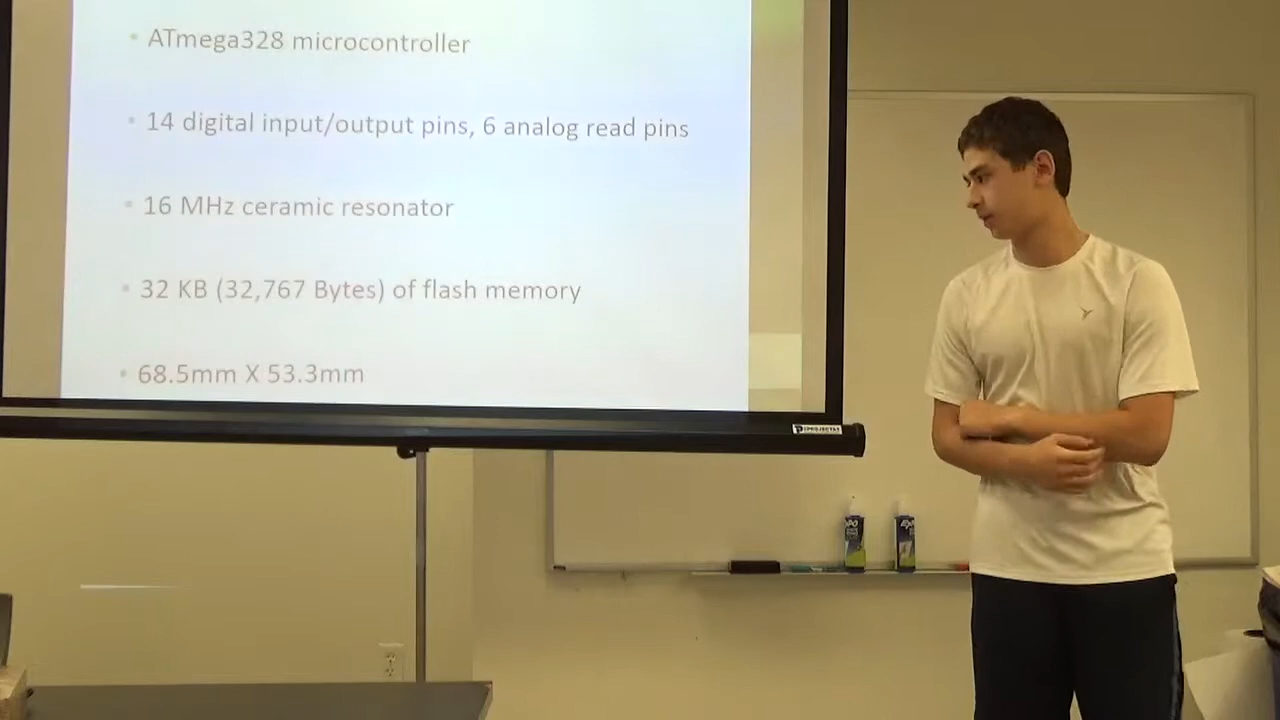 • ATmega328 microcontroller
• 14 digital input/output pins, 6 analog read pins
• 16 MHz ceramic resonator
• 32 KB (32,767 Bytes) of flash memory
• 68.5mm X 53.3mm